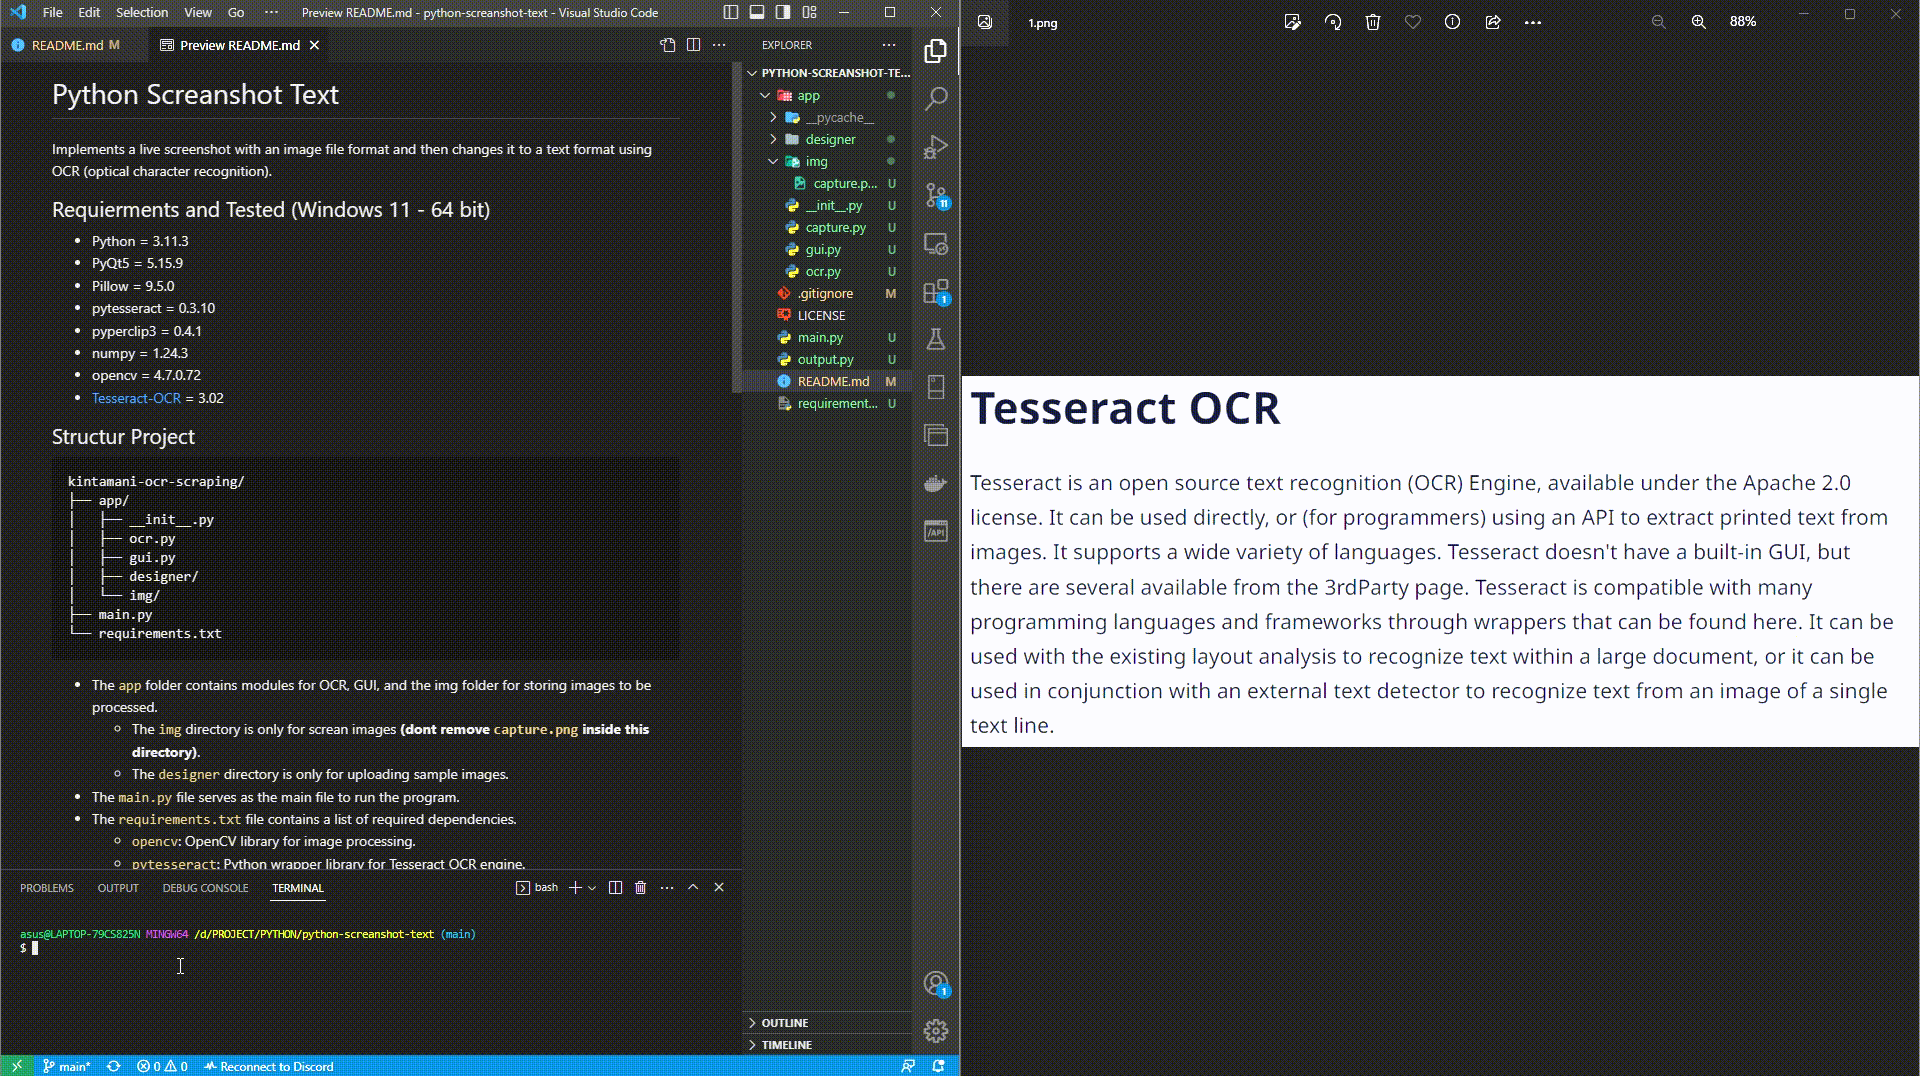 File Edit Selection View Go ··· Preview README.md - python-screanshot-text - Visual Studio Code
README.md M Preview README.md
Python Screanshot Text
Implements a live screenshot with an image file format and then changes it to a text format using
OCR (optical character recognition).
Requierments and Tested (Windows 11 - 64 bit)
• Python = 3.11.3
• PyQt5 = 5.15.9
• Pillow = 9.5.0
• pytesseract = 0.3.10
• pyperclip3 = 0.4.1
• numpy = 1.24.3
• opencv = 4.7.0.72
• Tesseract-OCR = 3.02
Structur Project
kintamani-ocr-scraping/
├── app/
│   ├── __init__.py
│   ├── ocr.py
│   ├── gui.py
│   ├── designer/
│   └── img/
├── main.py
└── requirements.txt
• The app folder contains modules for OCR, GUI, and the img folder for storing images to be
processed.
○ The img directory is only for screan images (dont remove capture.png inside this
directory).
○ The designer directory is only for uploading sample images.
• The main.py file serves as the main file to run the program.
• The requirements.txt file contains a list of required dependencies.
○ opencv: OpenCV library for image processing.
○ pytesseract: Python wrapper library for Tesseract OCR engine.
PROBLEMS OUTPUT DEBUG CONSOLE TERMINAL bash
asus@LAPTOP-79CS825N MINGW64 /d/PROJECT/PYTHON/python-screanshot-text (main)
$
EXPLORER
PYTHON-SCREANSHOT-TE...
app
__pycache__
designer
img
capture.p... U
__init__.py U
capture.py U
gui.py U
ocr.py U
.gitignore M
LICENSE
main.py U
output.py U
README.md M
requirement... U
OUTLINE
TIMELINE
11
1
/API
1
main* 0 0 Reconnect to Discord
1.png 88%
Tesseract OCR
Tesseract is an open source text recognition (OCR) Engine, available under the Apache 2.0
license. It can be used directly, or (for programmers) using an API to extract printed text from
images. It supports a wide variety of languages. Tesseract doesn't have a built-in GUI, but
there are several available from the 3rdParty page. Tesseract is compatible with many
programming languages and frameworks through wrappers that can be found here. It can be
used with the existing layout analysis to recognize text within a large document, or it can be
used in conjunction with an external text detector to recognize text from an image of a single
text line.